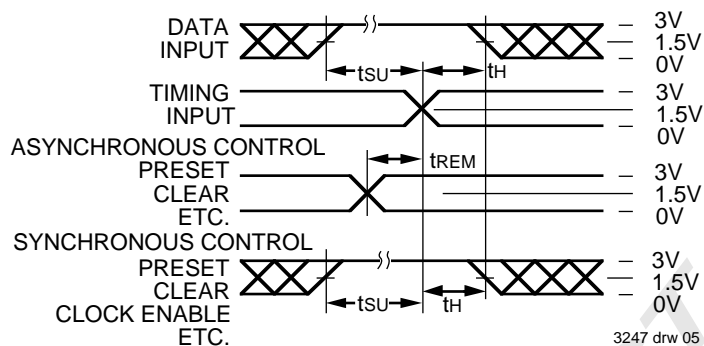 DATA
INPUT
3V
1.5V
0V
tSU
tH
TIMING
INPUT
3V
1.5V
0V
ASYNCHRONOUS CONTROL
PRESET
CLEAR
ETC.
tREM
3V
1.5V
0V
SYNCHRONOUS CONTROL
PRESET
CLEAR
CLOCK ENABLE
ETC.
tSU
tH
3V
1.5V
0V
3247 drw 05